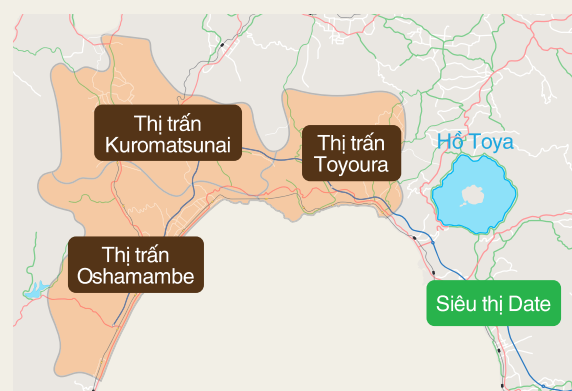 Thị trấn
Kuromatsunai
Thị trấn
Toyoura
Hồ Toya
Thị trấn
Oshamambe
Siêu thị Date